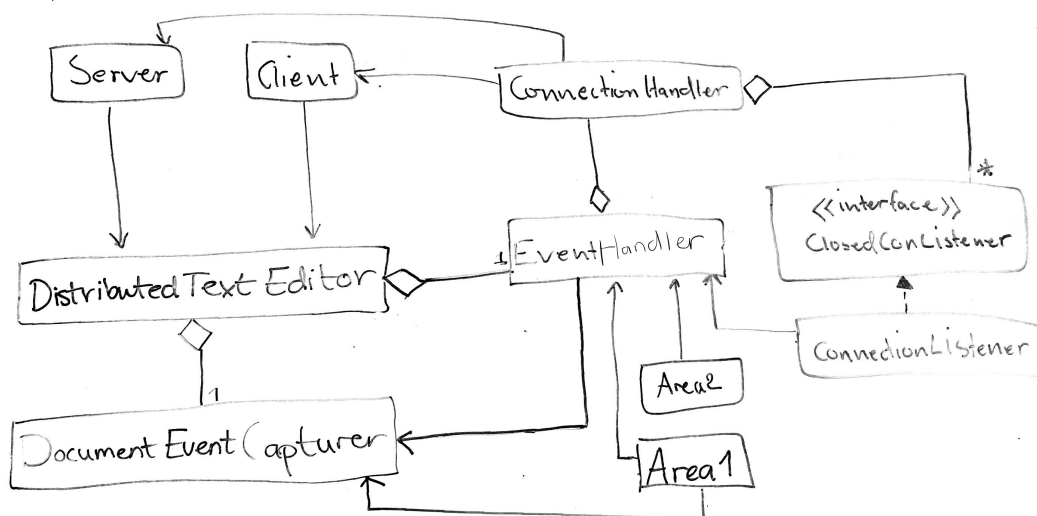 Server
Client
ConnectionHandler
*
<<interface>>
ClosedConListener
1
EventHandler
DistributedTextEditor
ConnectionListener
Area2
1
DocumentEventCapturer
Area1